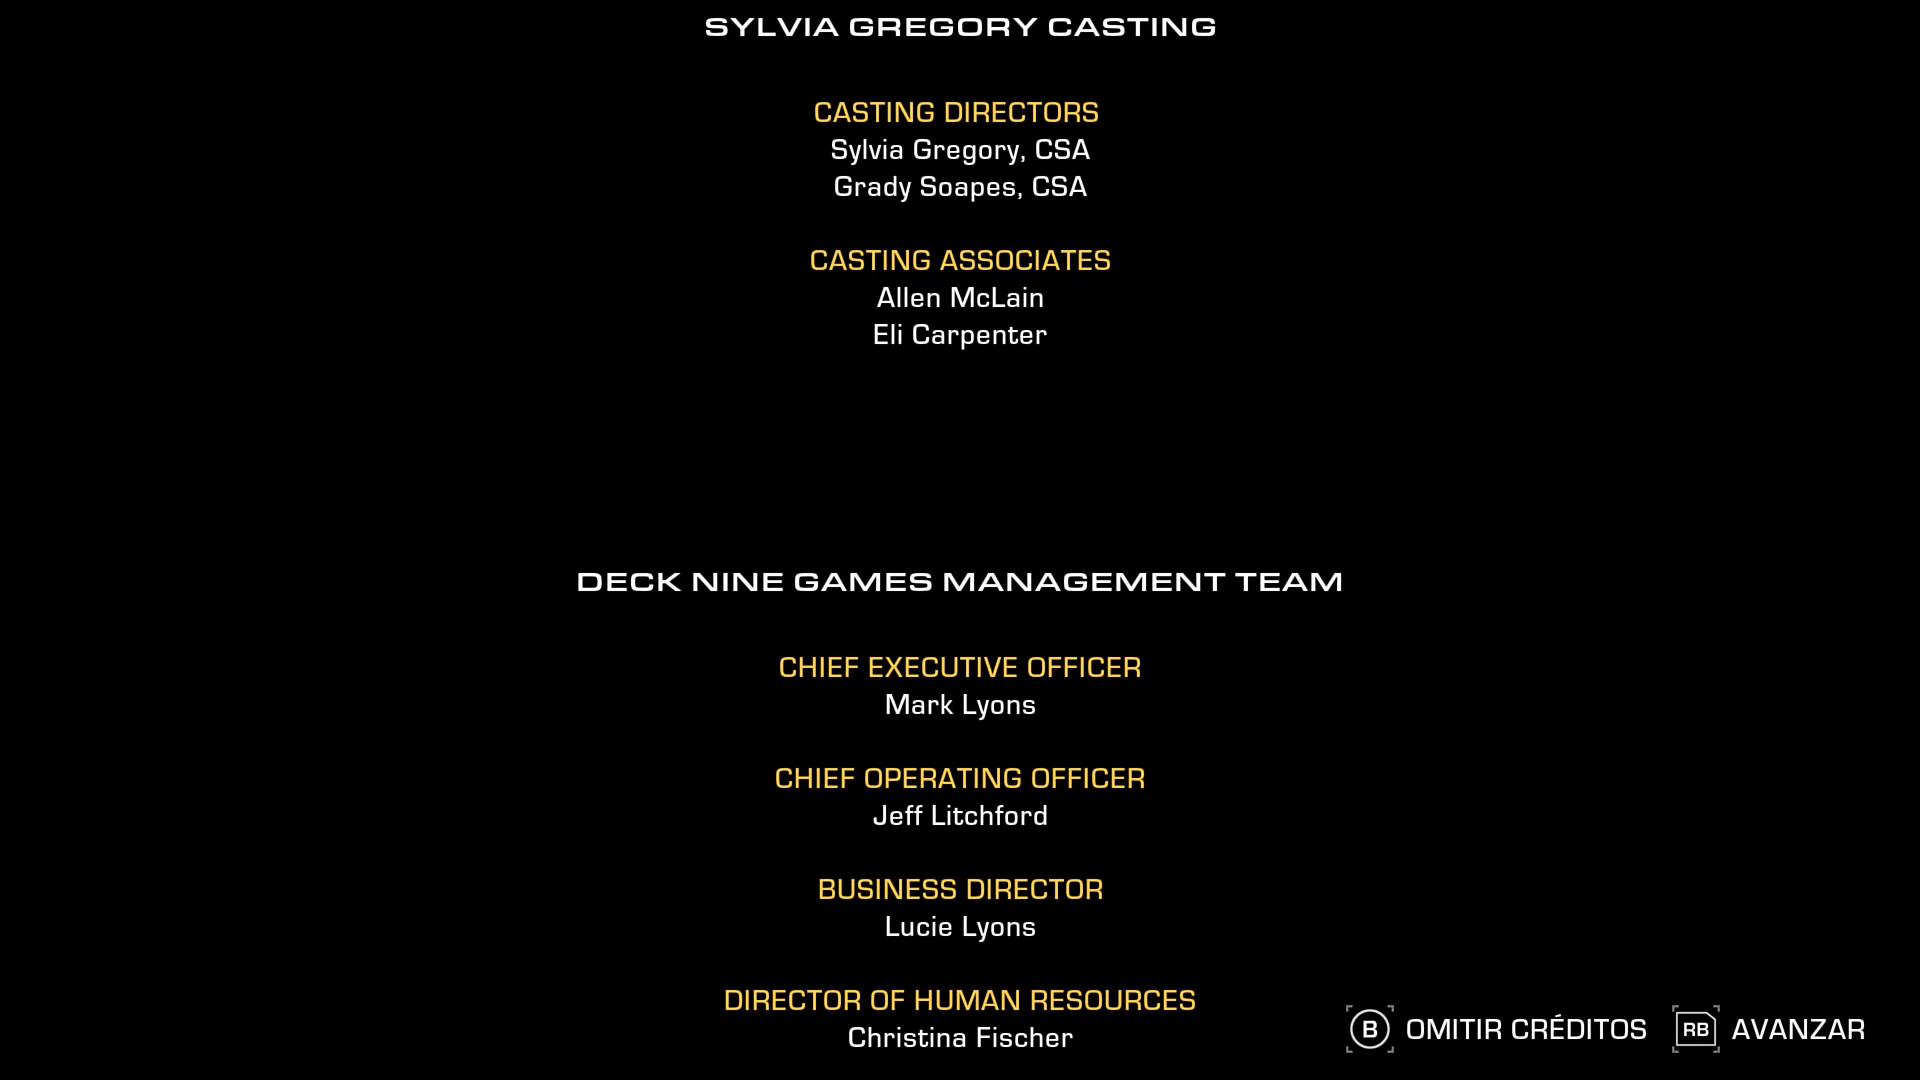 SYLVIA GREGORY CASTING
CASTING DIRECTORS
Sylvia Gregory, CSA
Grady Soapes, CSA
CASTING ASSOCIATES
Allen McLain
Eli Carpenter
DECK NINE GAMES MANAGEMENT TEAM
CHIEF EXECUTIVE OFFICER
Mark Lyons
CHIEF OPERATING OFFICER
Jeff Litchford
BUSINESS DIRECTOR
Lucie Lyons
DIRECTOR OF HUMAN RESOURCES
Christina Fischer
B OMITIR CRÉDITOS RB AVANZAR